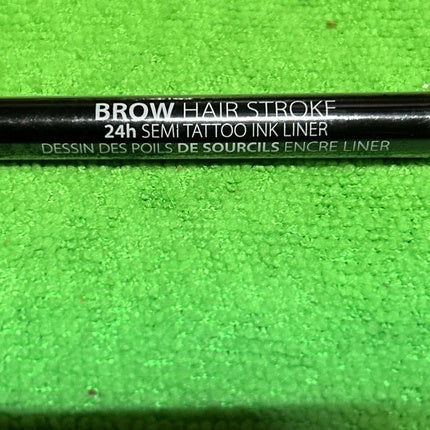 BROW HAIR STROKE
24h SEMI TATTOO INK LINER
DESSIN DES POILS DE SOURCILS ENCRE LINER